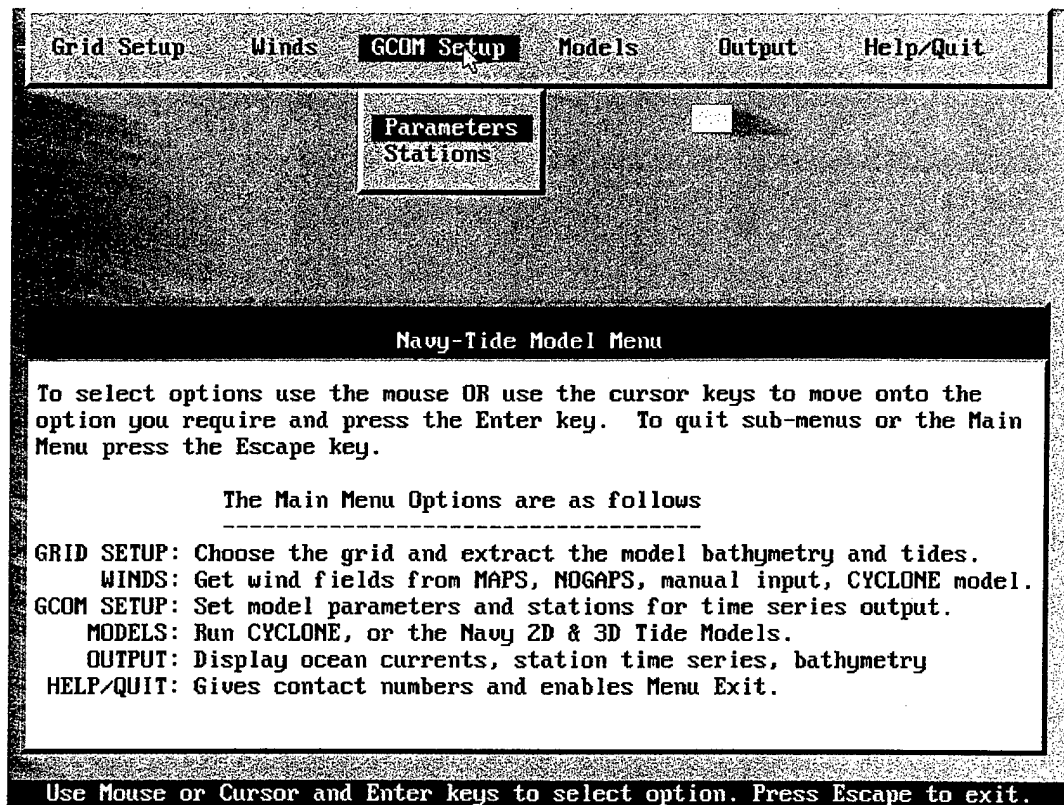 Grid Setup Winds GCOM Setup Models Output Help/Quit
Parameters
Stations
Navy-Tide Model Menu
To select options use the mouse OR use the cursor keys to move onto the
option you require and press the Enter key. To quit sub-menus or the Main
Menu press the Escape key.
The Main Menu Options are as follows
------------------------------------
GRID SETUP: Choose the grid and extract the model bathymetry and tides.
WINDS: Get wind fields from MAPS, NOGAPS, manual input, CYCLONE model.
GCOM SETUP: Set model parameters and stations for time series output.
MODELS: Run CYCLONE, or the Navy 2D & 3D Tide Models.
OUTPUT: Display ocean currents, station time series, bathymetry
HELP/QUIT: Gives contact numbers and enables Menu Exit.
Use Mouse or Cursor and Enter keys to select option. Press Escape to exit.